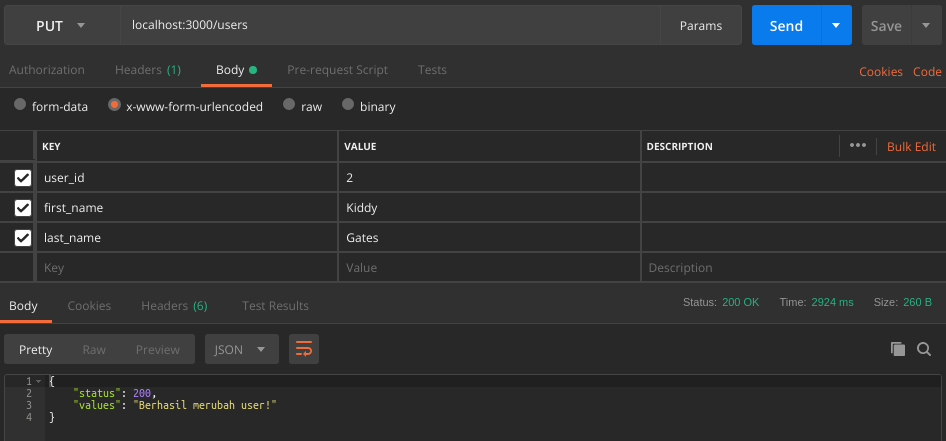 PUT localhost:3000/users Params Send Save
Authorization Headers (1) Body Pre-request Script Tests Cookies Code
form-data x-www-form-urlencoded raw binary
KEY VALUE DESCRIPTION ••• Bulk Edit
user_id 2
first_name Kiddy
last_name Gates
Key Value Description
Body Cookies Headers (6) Test Results Status: 200 OK Time: 2924 ms Size: 260 B
Pretty Raw Preview JSON
1 {
2 "status": 200,
3 "values": "Berhasil merubah user!"
4 }